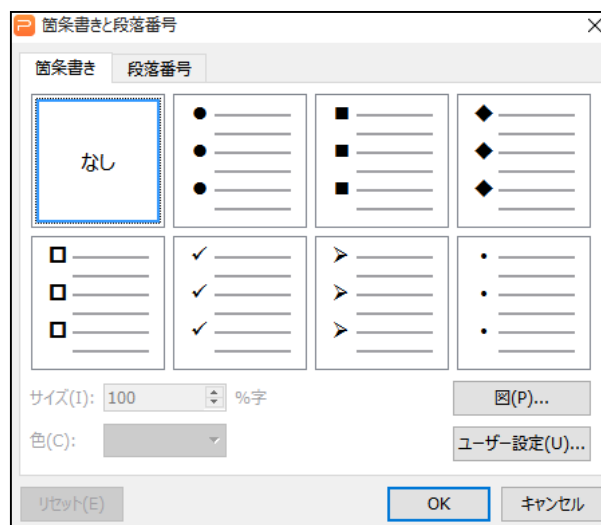 箇条書きと段落番号
箇条書き 段落番号
なし
サイズ(I): 100 %字
図(P)...
色(C):
ユーザー設定(U)...
リセット(E) OK キャンセル